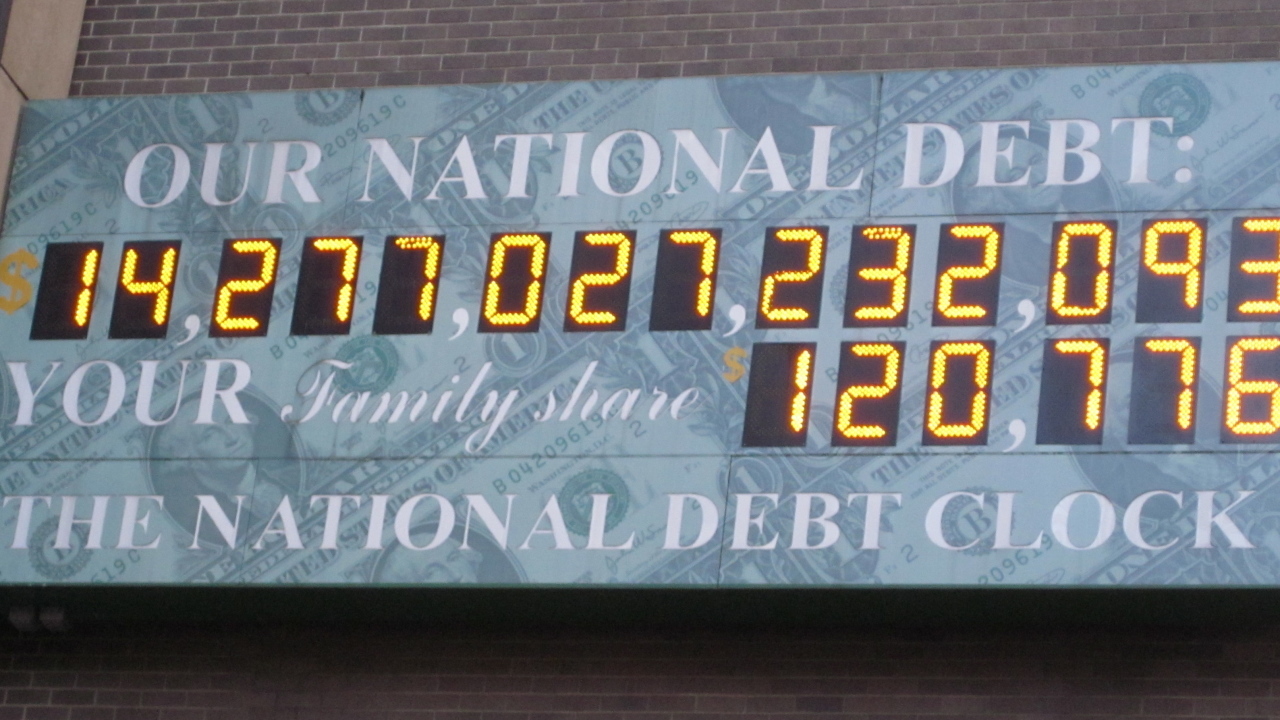 OUR NATIONAL DEBT:
$14,277,027,232,093
YOUR Family share $120,776
THE NATIONAL DEBT CLOCK